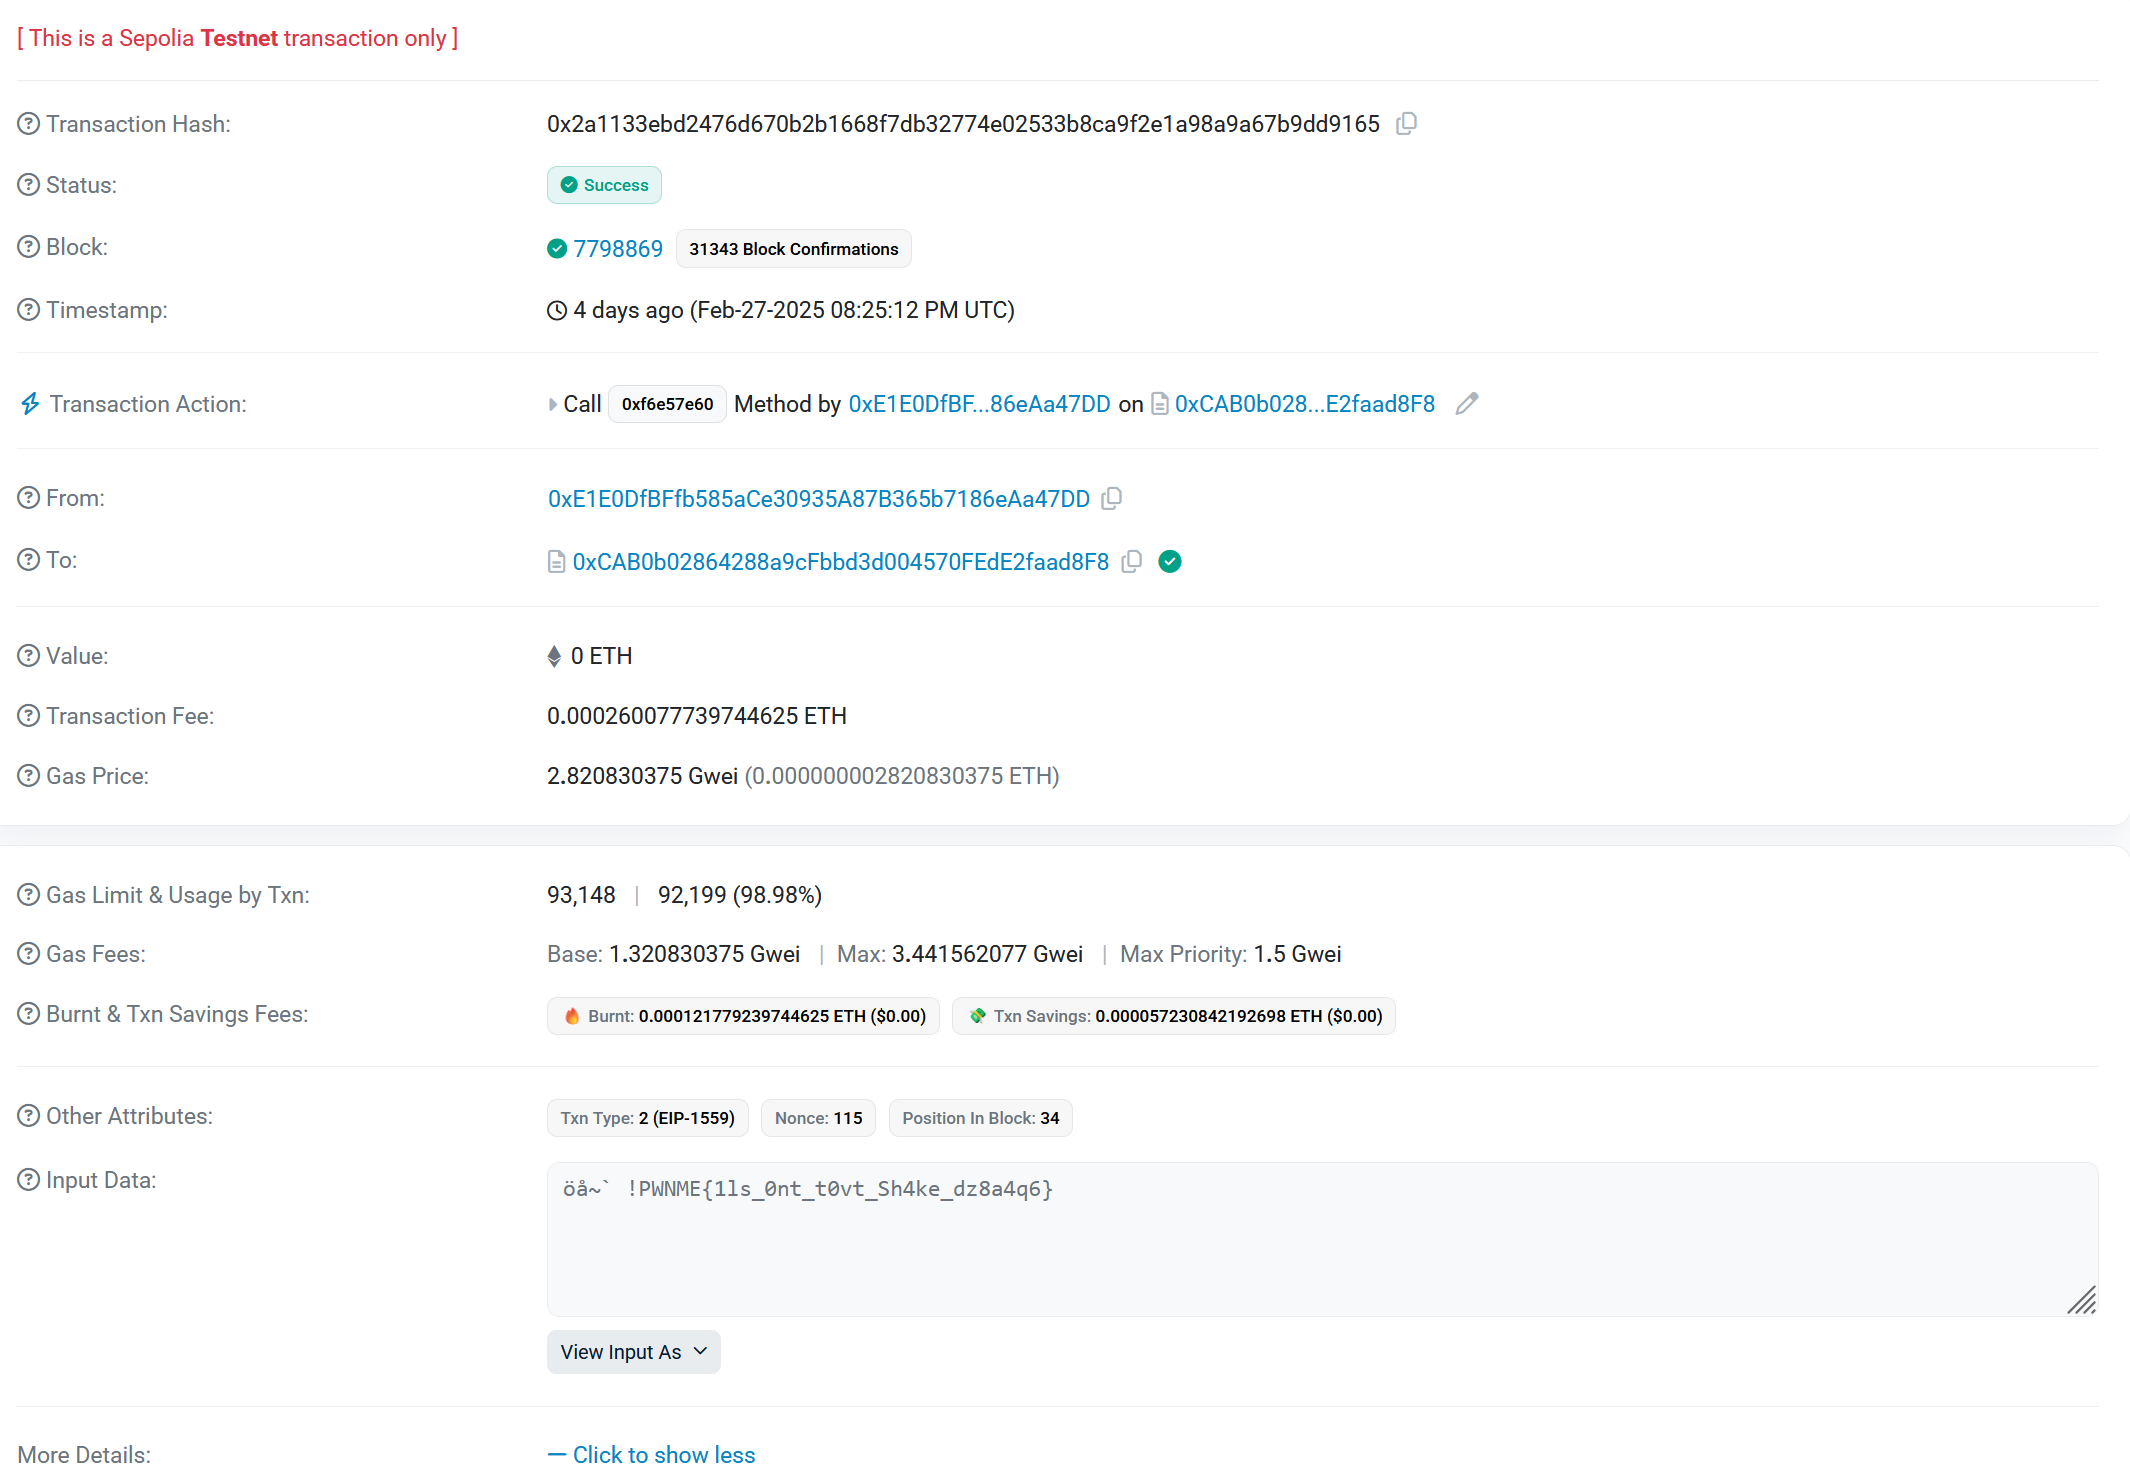 [ This is a Sepolia Testnet transaction only ]
Transaction Hash: 0x2a1133ebd2476d670b2b1668f7db32774e02533b8ca9f2e1a98a9a67b9dd9165
Status: Success
Block: 7798869 31343 Block Confirmations
Timestamp: 4 days ago (Feb-27-2025 08:25:12 PM UTC)
Transaction Action: Call 0xf6e57e60 Method by 0xE1E0DfBF...86eAa47DD on 0xCAB0b028...E2faad8F8
From: 0xE1E0DfBFfb585aCe30935A87B365b7186eAa47DD
To: 0xCAB0b02864288a9cFbbd3d004570FEdE2faad8F8
Value: 0 ETH
Transaction Fee: 0.000260077739744625 ETH
Gas Price: 2.820830375 Gwei (0.000000002820830375 ETH)
Gas Limit & Usage by Txn: 93,148 | 92,199 (98.98%)
Gas Fees: Base: 1.320830375 Gwei | Max: 3.441562077 Gwei | Max Priority: 1.5 Gwei
Burnt & Txn Savings Fees: Burnt: 0.000121779239744625 ETH ($0.00) Txn Savings: 0.000057230842192698 ETH ($0.00)
Other Attributes: Txn Type: 2 (EIP-1559) Nonce: 115 Position In Block: 34
Input Data: öå~` !PWNME{1ls_0nt_t0vt_Sh4ke_dz8a4q6}
View Input As
More Details: — Click to show less